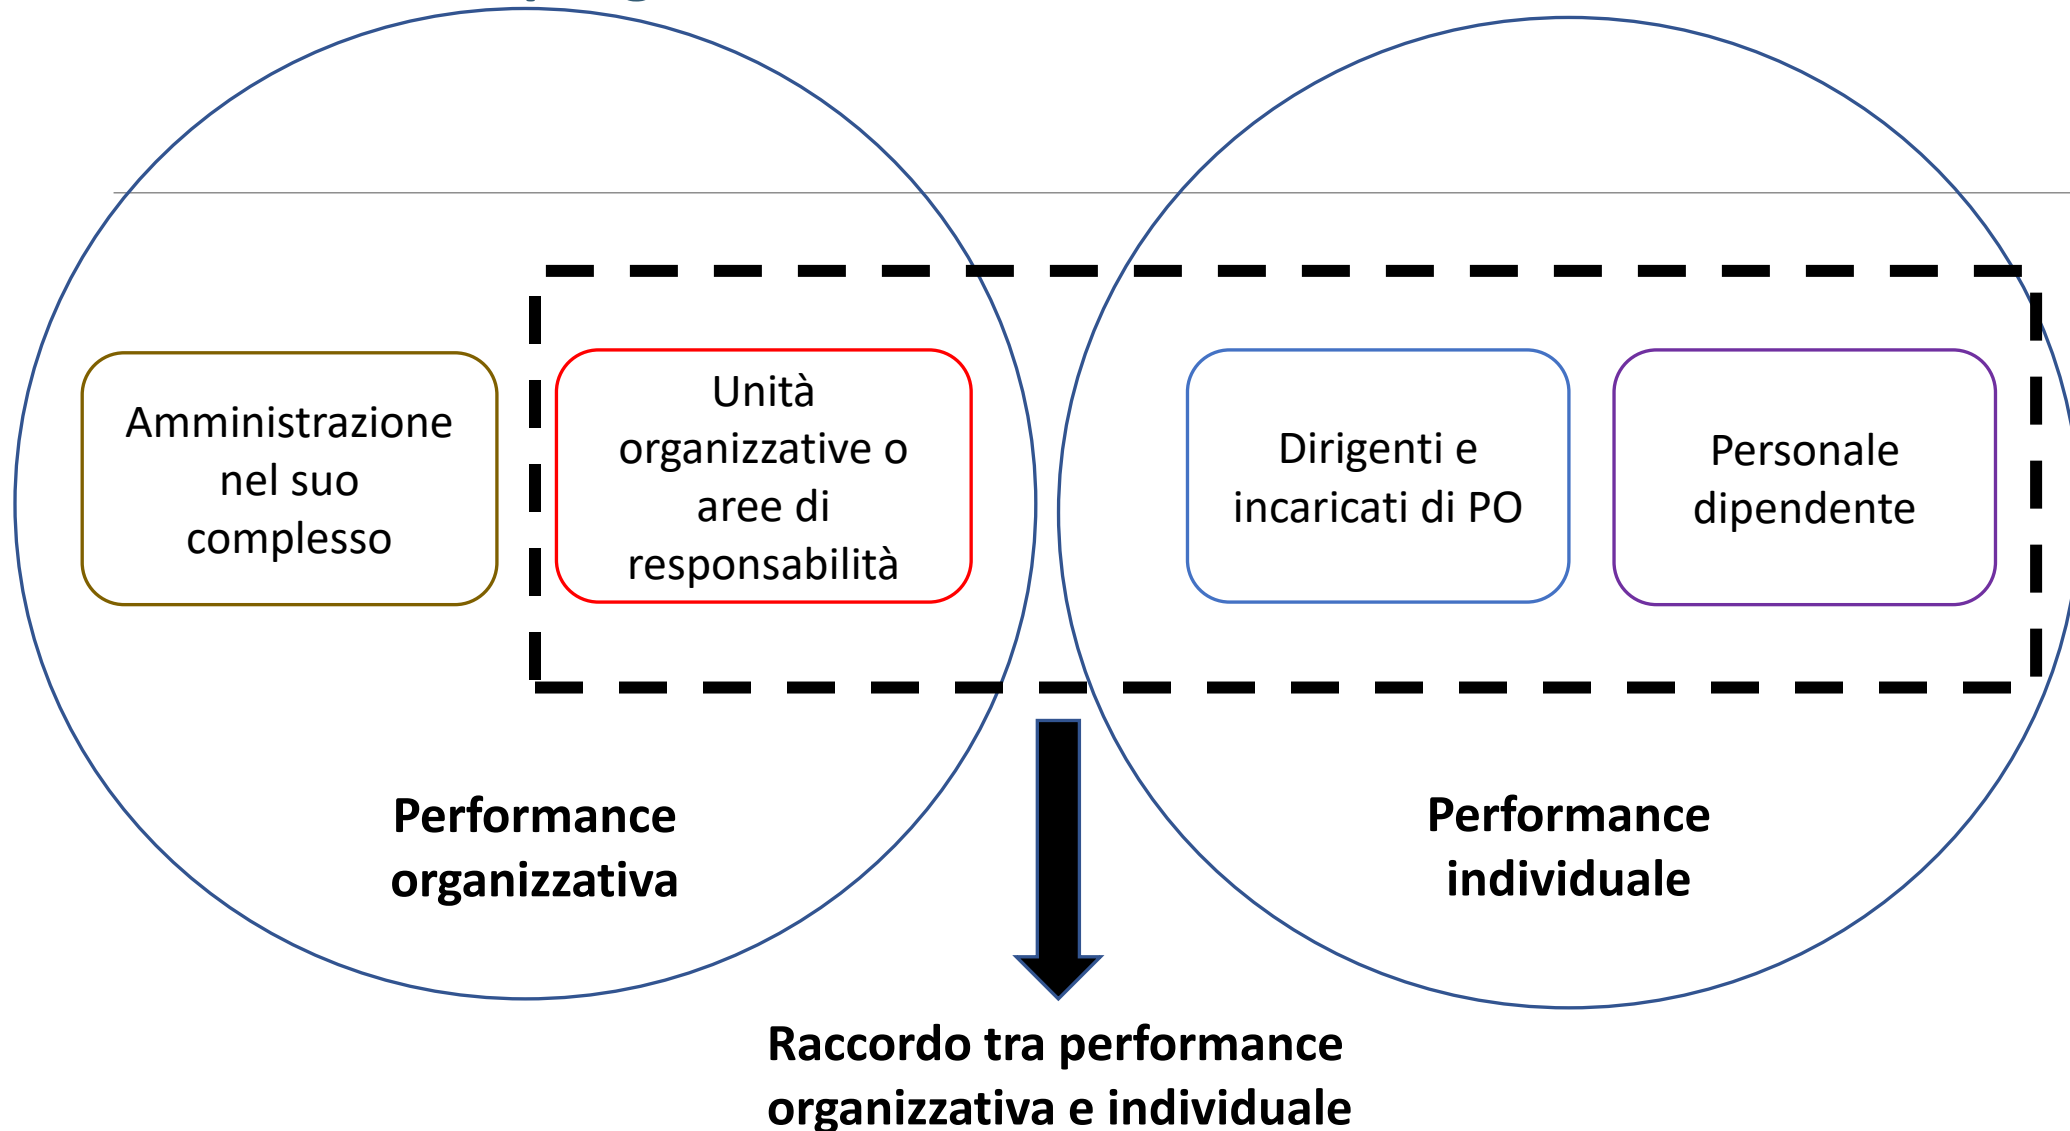 Amministrazione
nel suo
complesso
Unità
organizzative o
aree di
responsabilità
Dirigenti e
incaricati di PO
Personale
dipendente
Performance
organizzativa
Performance
individuale
Raccordo tra performance
organizzativa e individuale